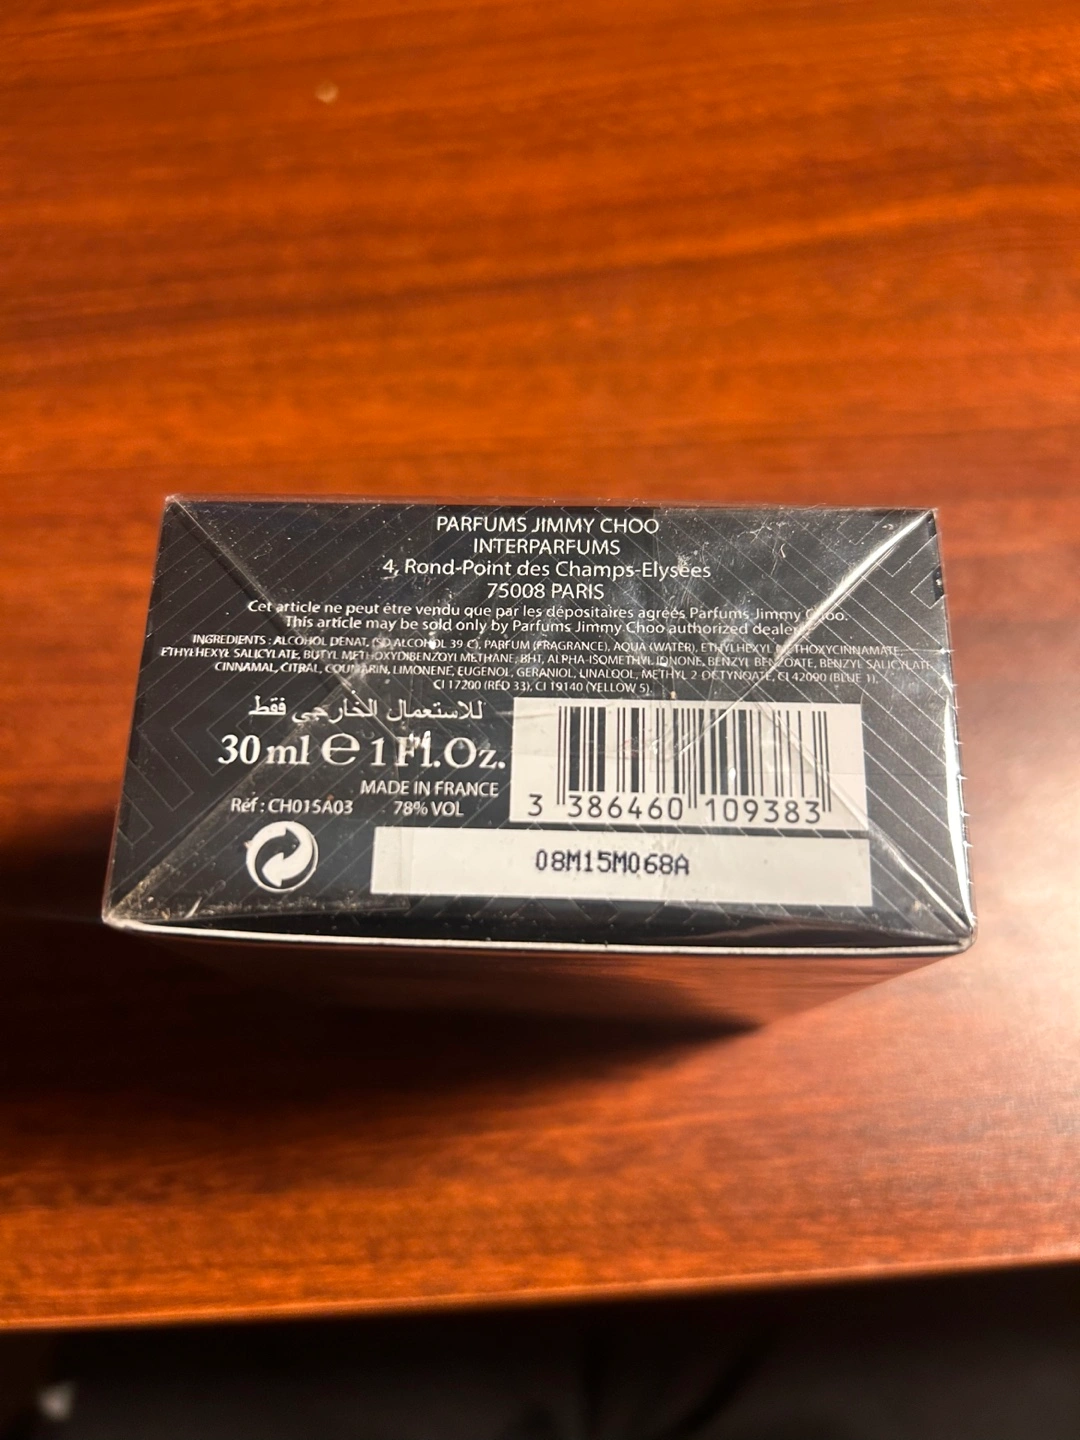 PARFUMS JIMMY CHOO
INTERPARFUMS
4, Rond-Point des Champs-Elysées
75008 PARIS
Cet article ne peut être vendu que par les dépositaires agréés Parfums Jimmy Choo.
This article may be sold only by Parfums Jimmy Choo authorized dealers.
INGREDIENTS : ALCOHOL DENAT. (SD ALCOHOL 39 C), PARFUM (FRAGRANCE), AQUA (WATER), ETHYLHEXYL METHOXYCINNAMATE,
ETHYLHEXYL SALICYLATE, BUTYL METHOXYDIBENZOYLMETHANE, BHT, ALPHA-ISOMETHYL IONONE, BENZYL BENZOATE, BENZYL SALICYLATE,
CINNAMAL, CITRAL, COUMARIN, LIMONENE, EUGENOL, GERANIOL, LINALOOL, METHYL 2-OCTYNOATE, CI 42090 (BLUE 1),
CI 17200 (RED 33), CI 19140 (YELLOW 5).
للاستعمال الخارجي فقط
30 ml ℮ 1 Fl.Oz.
MADE IN FRANCE
Réf : CH015A03 78% VOL
3 386460 109383
08M15M068A